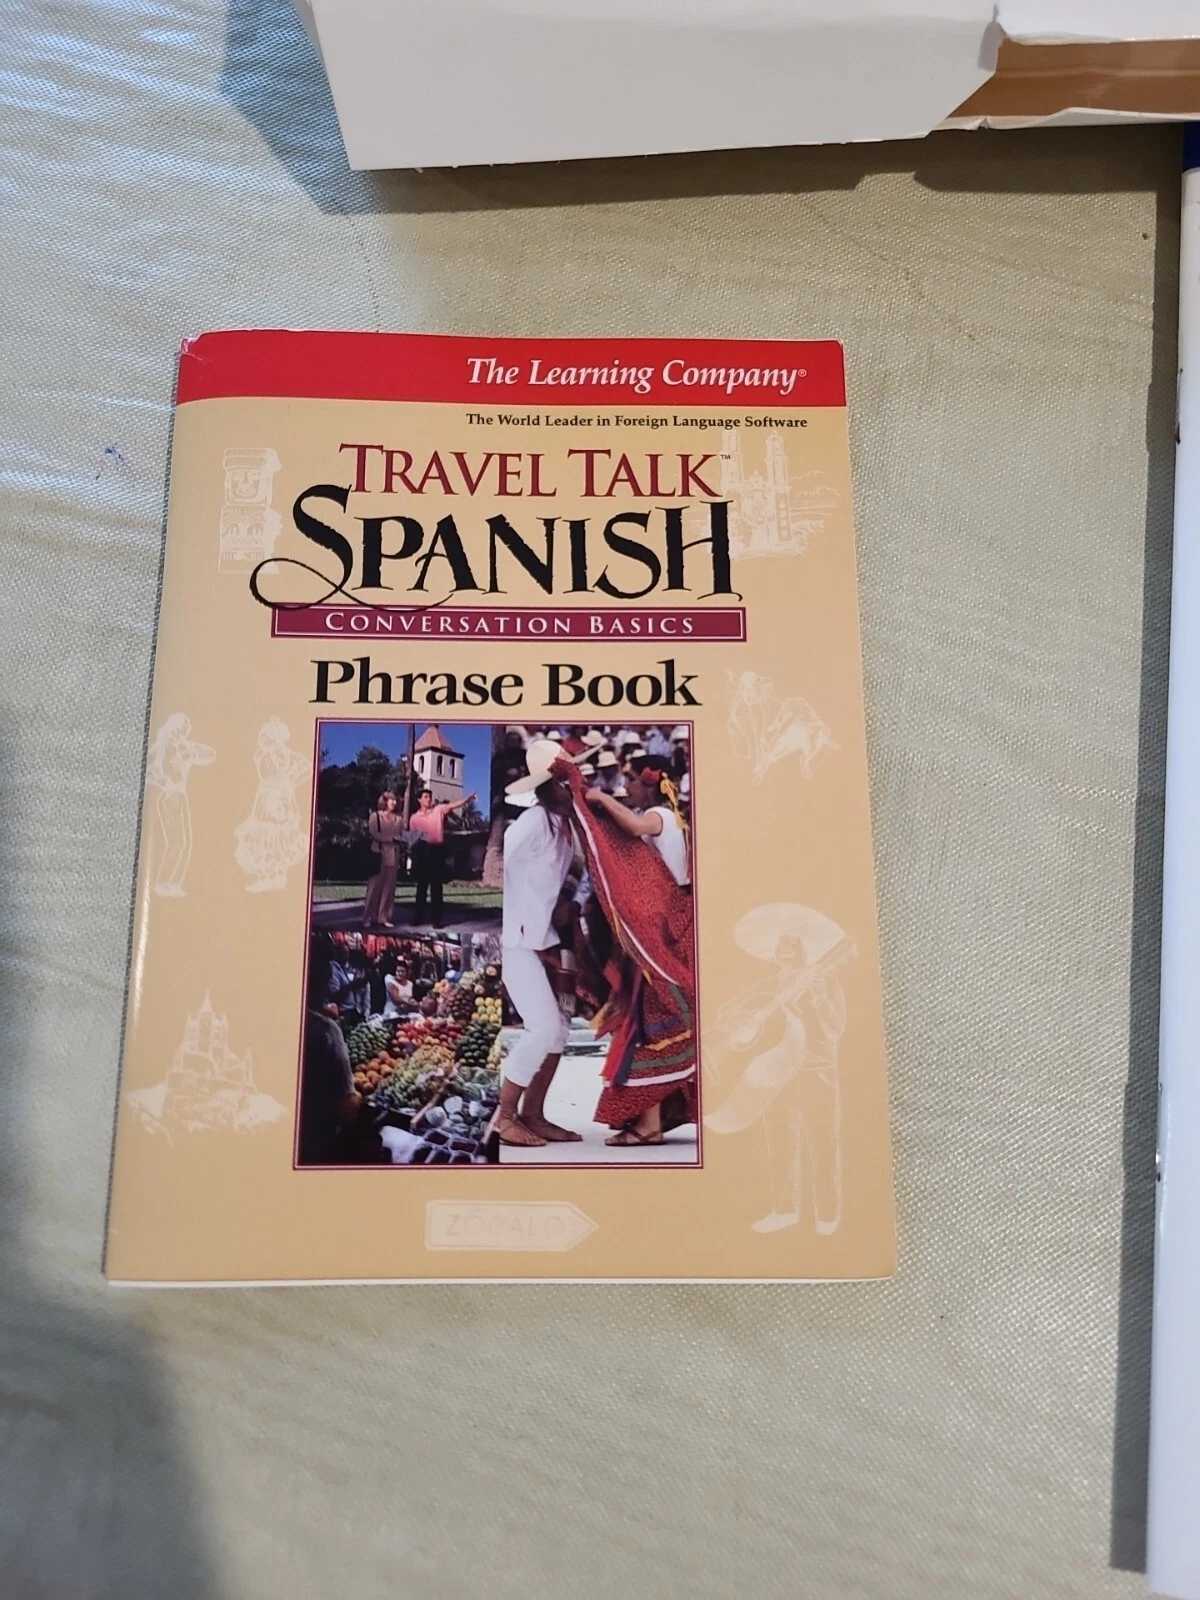 The Learning Company®
The World Leader in Foreign Language Software
TRAVEL TALK™
SPANISH
CONVERSATION BASICS
Phrase Book
ZÓCALO